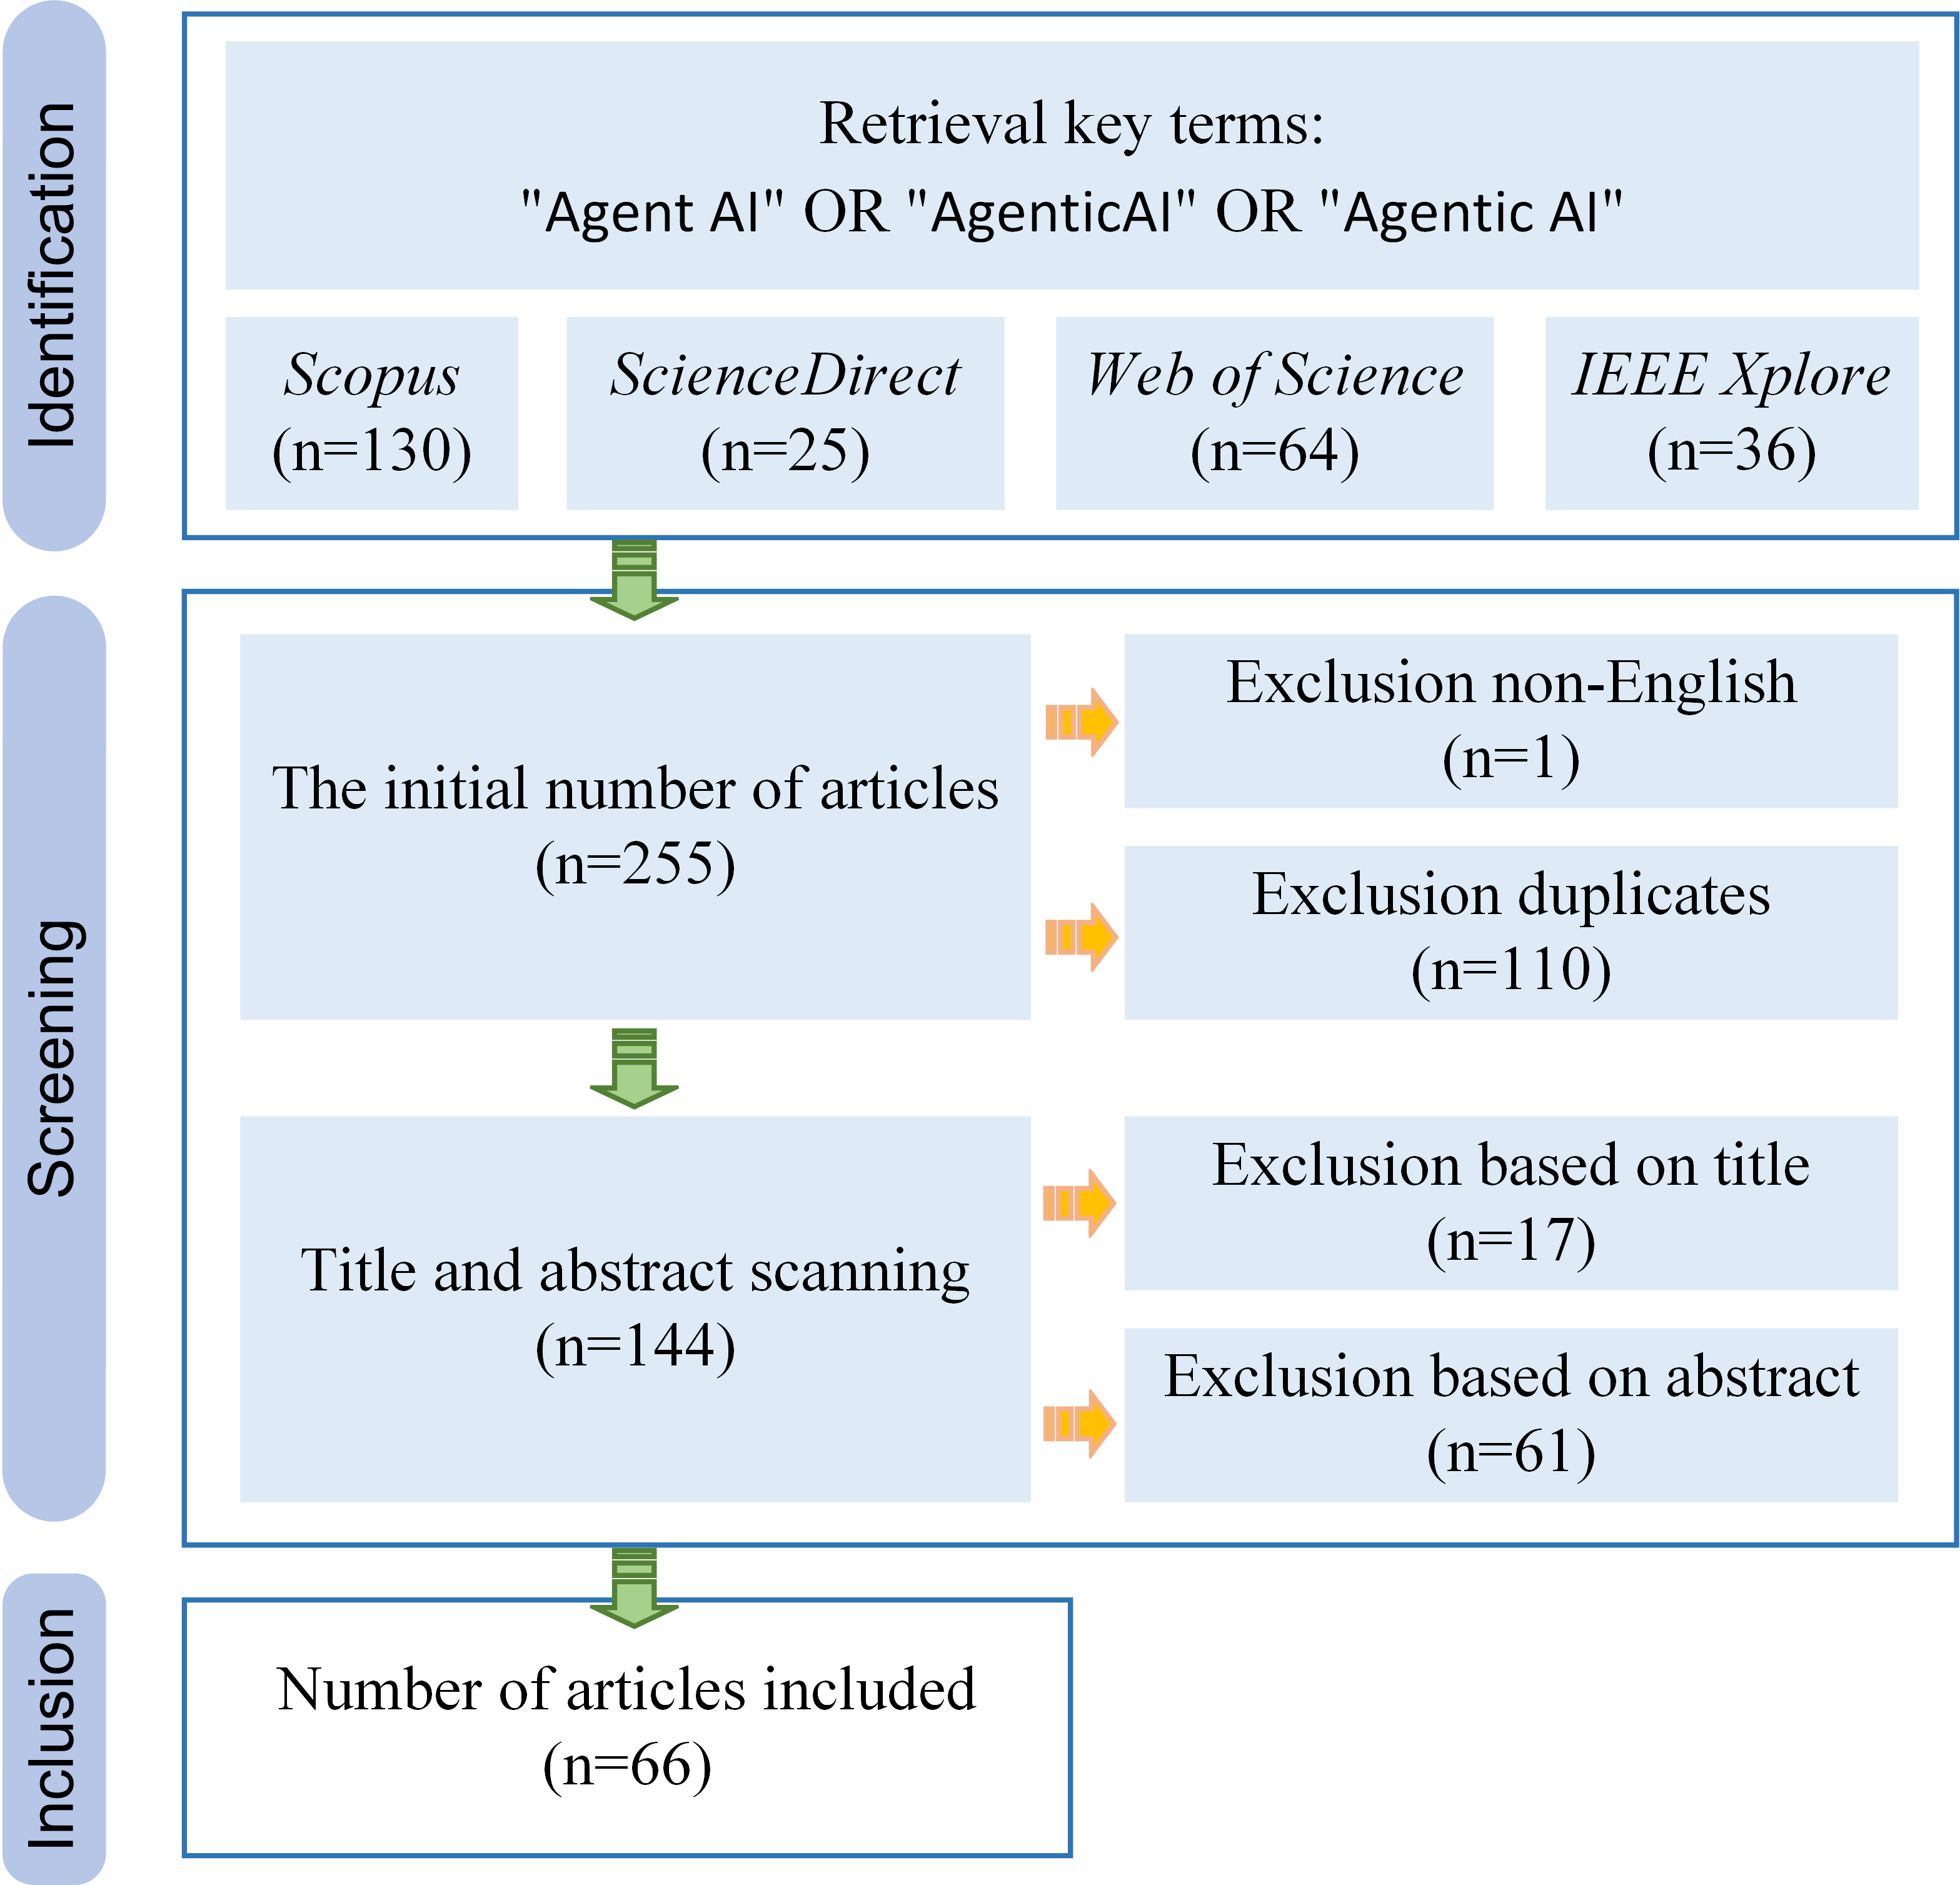 Identification
Retrieval key terms:
"Agent AI" OR "AgenticAI" OR "Agentic AI"
Scopus
(n=130)
ScienceDirect
(n=25)
Web of Science
(n=64)
IEEE Xplore
(n=36)
Screening
The initial number of articles
(n=255)
Exclusion non-English
(n=1)
Exclusion duplicates
(n=110)
Title and abstract scanning
(n=144)
Exclusion based on title
(n=17)
Exclusion based on abstract
(n=61)
Inclusion
Number of articles included
(n=66)